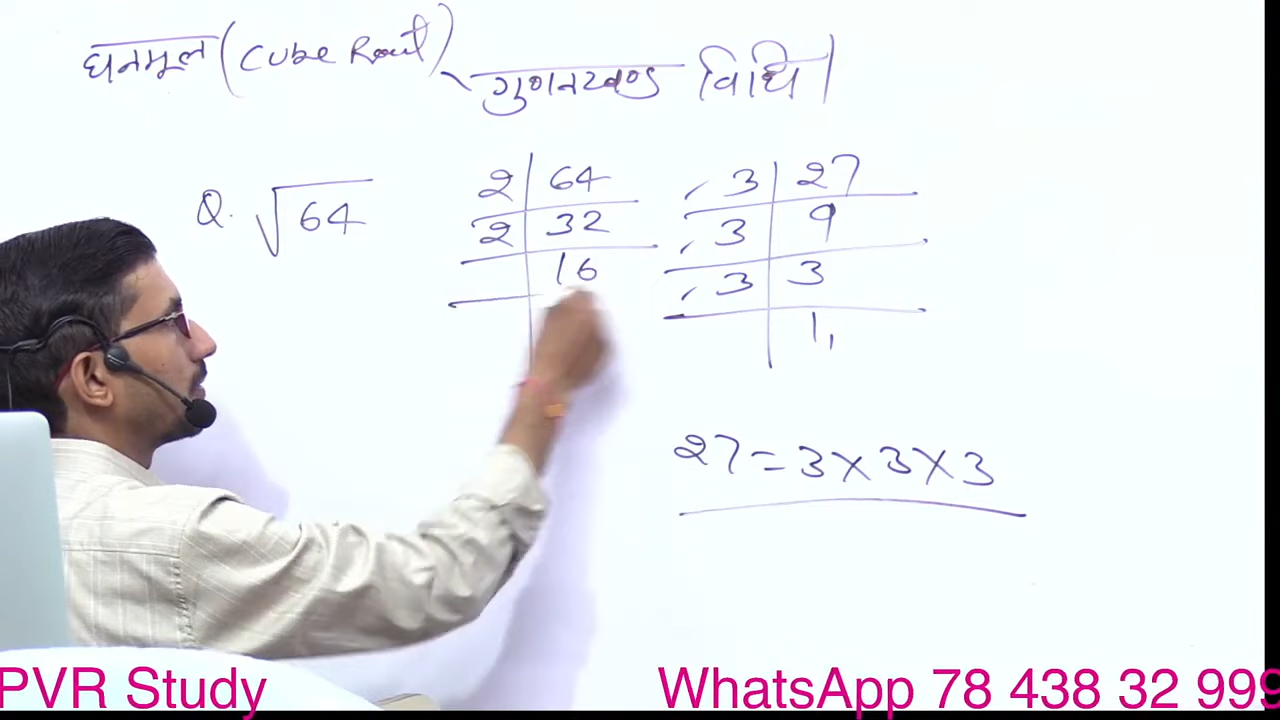 घनमूल (Cube Root)
गुणनखण्ड विधि।
Q. √64
2 | 64
2 | 32
16
3 | 27
3 | 9
3 | 3
1,
27 = 3 × 3 × 3
PVR Study
WhatsApp 78 438 32 999